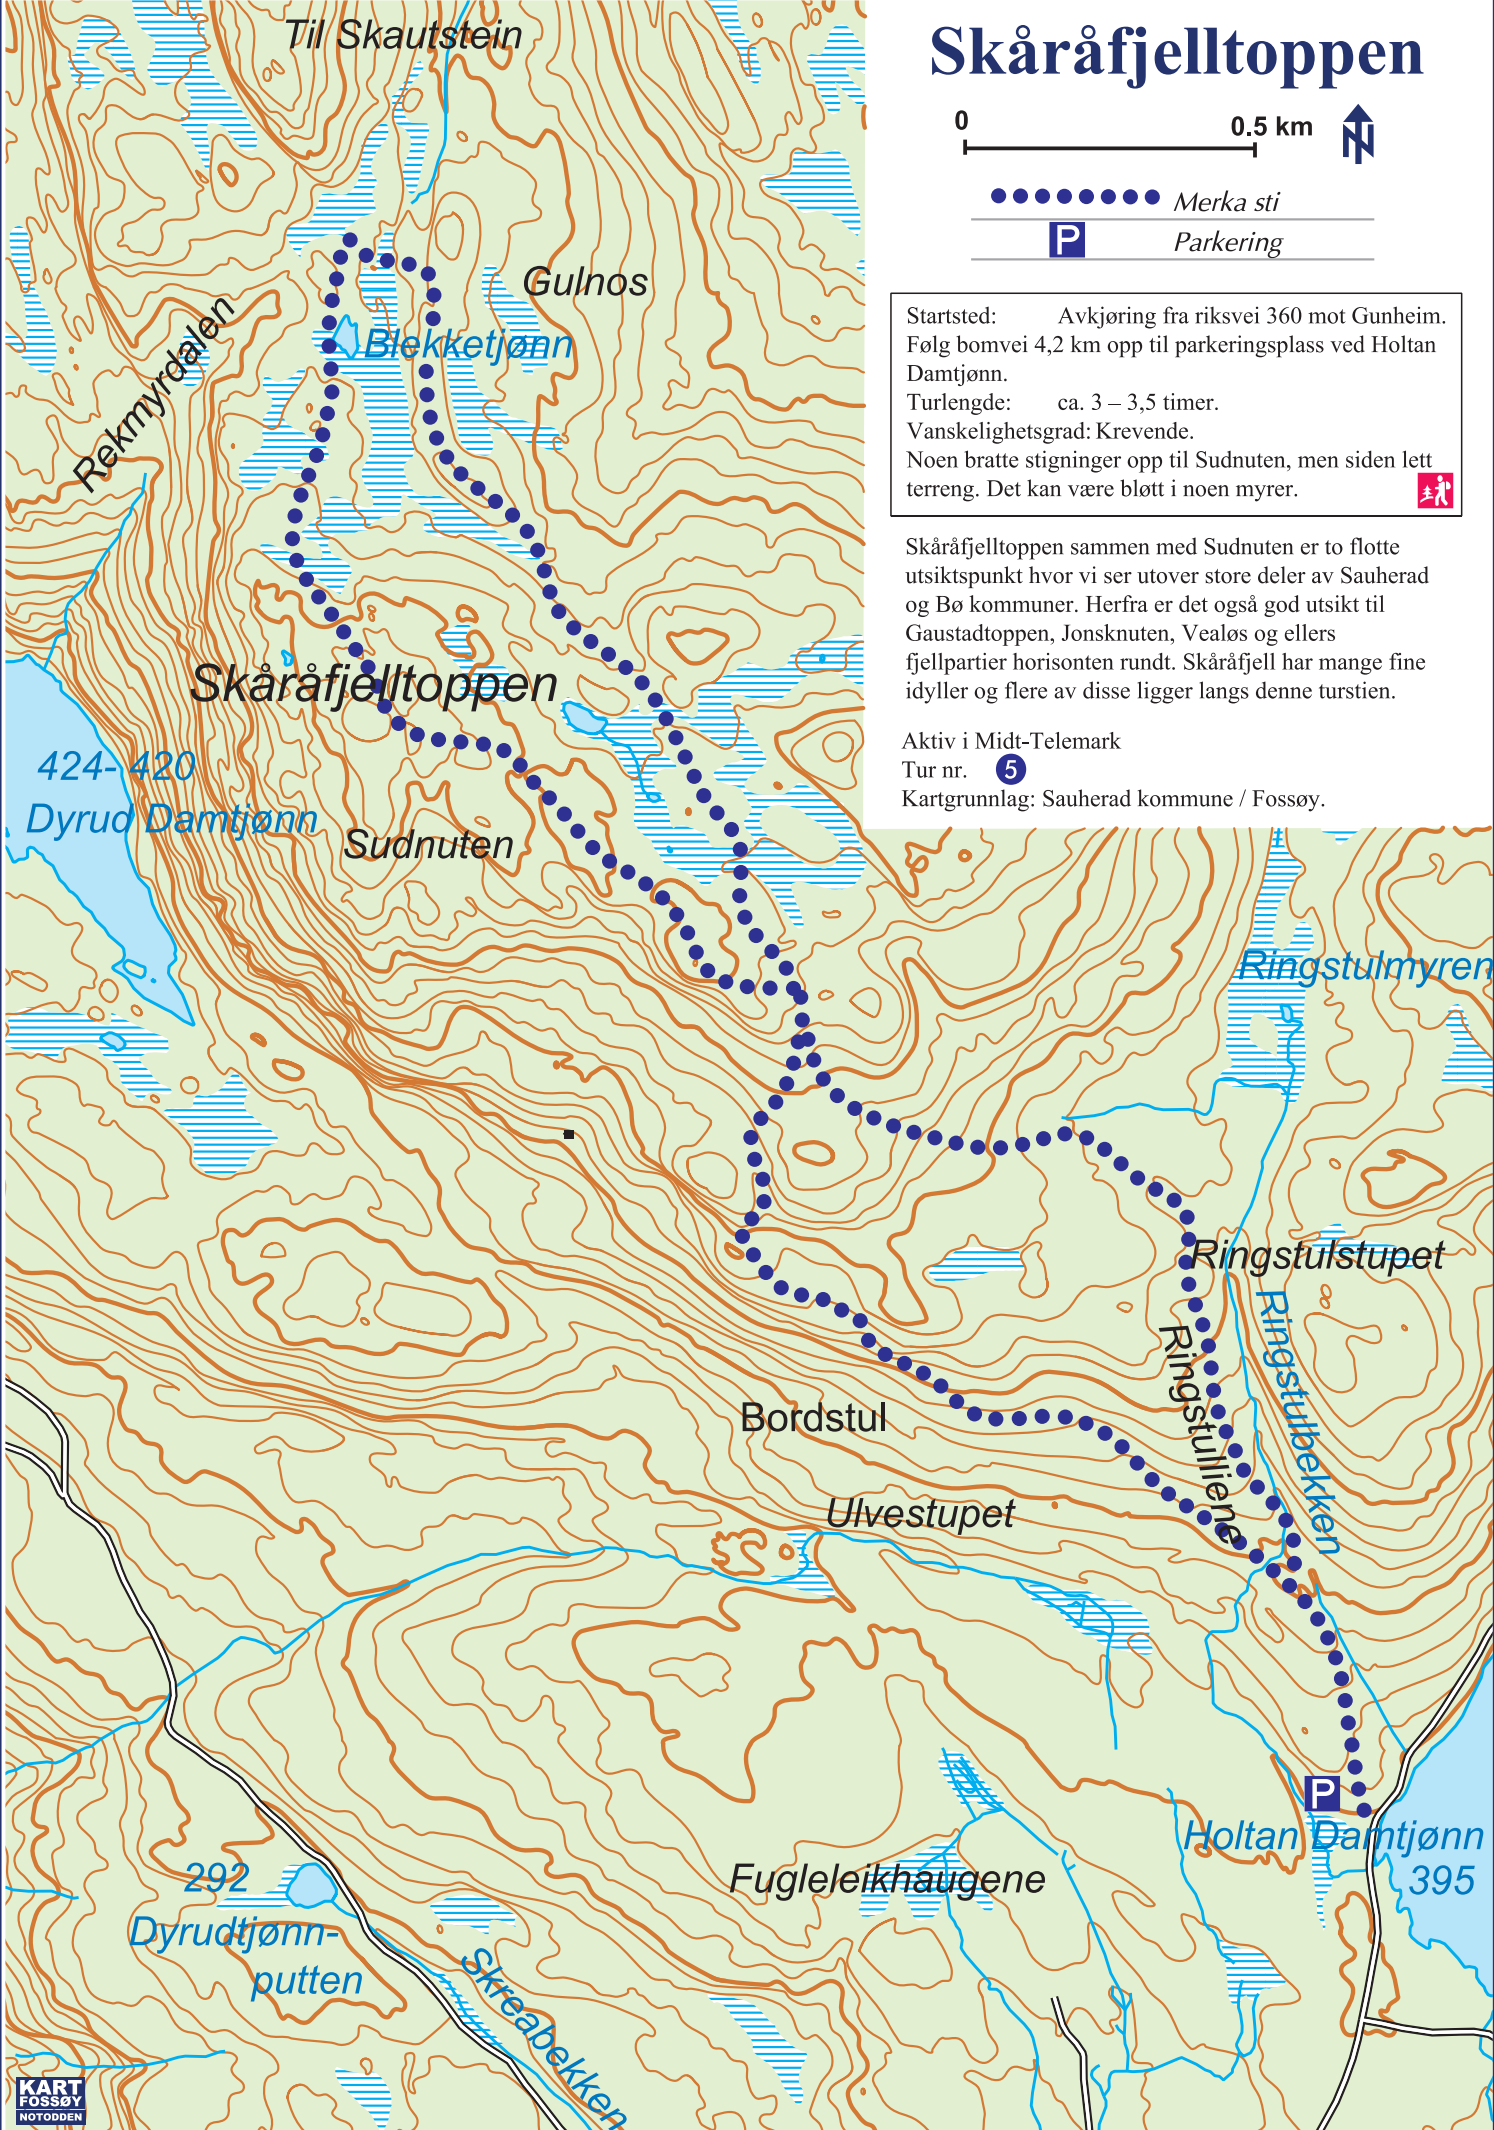 Skåråfjelltoppen
0 0.5 km
N
Merka sti
P Parkering
Startsted: Avkjøring fra riksvei 360 mot Gunheim.
Følg bomvei 4,2 km opp til parkeringsplass ved Holtan
Damtjønn.
Turlengde: ca. 3 – 3,5 timer.
Vanskelighetsgrad: Krevende.
Noen bratte stigninger opp til Sudnuten, men siden lett
terreng. Det kan være bløtt i noen myrer.
Skåråfjelltoppen sammen med Sudnuten er to flotte
utsiktspunkt hvor vi ser utover store deler av Sauherad
og Bø kommuner. Herfra er det også god utsikt til
Gaustadtoppen, Jonsknuten, Vealøs og ellers
fjellpartier horisonten rundt. Skåråfjell har mange fine
idyller og flere av disse ligger langs denne turstien.
Aktiv i Midt-Telemark
Tur nr. 5
Kartgrunnlag: Sauherad kommune / Fossøy.
Til Skautstein
Gulnos
Blekketjønn
Rekmyrdalen
Skåråfjelltoppen
424- 420
Dyrud Damtjønn
Sudnuten
Ringstulmyren
Ringstulstupet
Ringstulbekken
Ringstulliene
Bordstul
Ulvestupet
P
Holtan Damtjønn
395
Fugleleikhaugene
292
Dyrudtjønn-
putten
Skreabekken
KART
FOSSØY
NOTODDEN